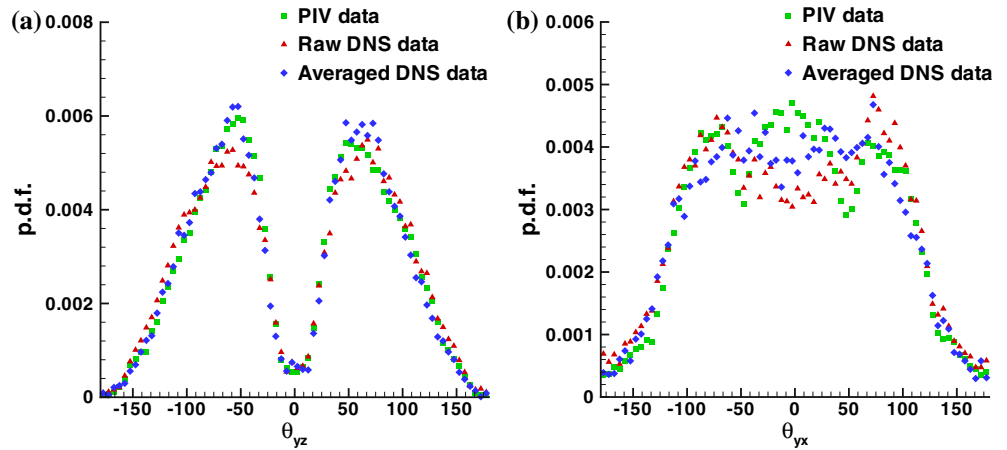 (a)
PIV data
Raw DNS data
Averaged DNS data
0.008
0.006
0.004
0.002
0
p.d.f.
-150 -100 -50 0 50 100 150
θyz
(b)
PIV data
Raw DNS data
Averaged DNS data
0.006
0.005
0.004
0.003
0.002
0.001
0
p.d.f.
-150 -100 -50 0 50 100 150
θyx